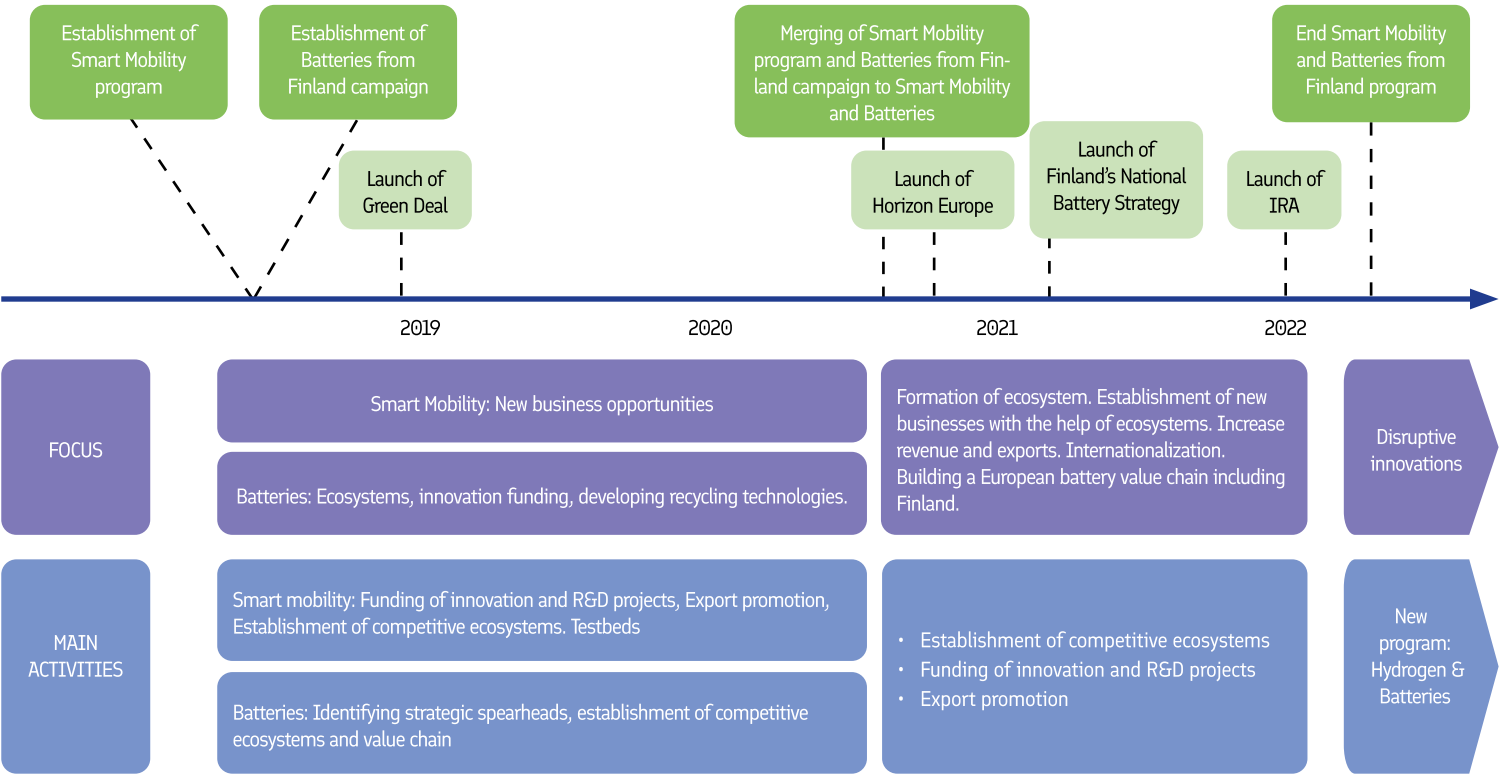 Establishment of
Smart Mobility
program
Establishment of
Batteries from
Finland campaign
Merging of Smart Mobility
program and Batteries from Fin-
land campaign to Smart Mobility
and Batteries
End Smart Mobility
and Batteries from
Finland program
Launch of
Green Deal
Launch of
Horizon Europe
Launch of
Finland's National
Battery Strategy
Launch of
IRA
2019
2020
2021
2022
FOCUS
Smart Mobility: New business opportunities
Batteries: Ecosystems, innovation funding, developing recycling technologies.
Formation of ecosystem. Establishment of new
businesses with the help of ecosystems. Increase
revenue and exports. Internationalization.
Building a European battery value chain including
Finland.
Disruptive
innovations
MAIN
ACTIVITIES
Smart mobility: Funding of innovation and R&D projects, Export promotion,
Establishment of competitive ecosystems. Testbeds
Batteries: Identifying strategic spearheads, establishment of competitive
ecosystems and value chain
• Establishment of competitive ecosystems
• Funding of innovation and R&D projects
• Export promotion
New
program:
Hydrogen &
Batteries